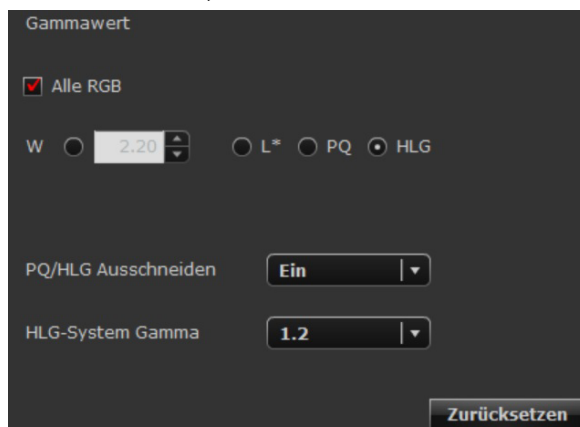 Gammawert
Alle RGB
W 2.20 L* PQ HLG
PQ/HLG Ausschneiden Ein
HLG-System Gamma 1.2
Zurücksetzen